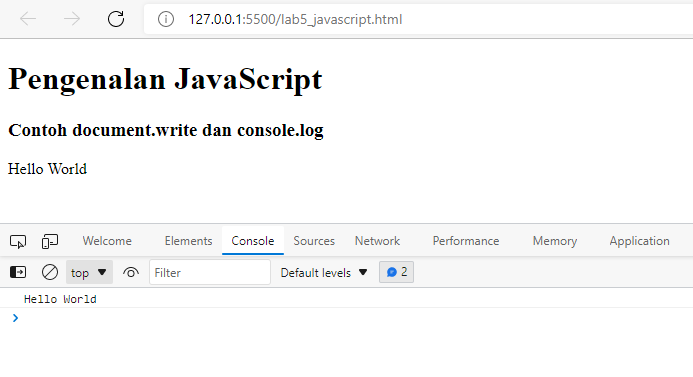 127.0.0.1:5500/lab5_javascript.html
Pengenalan JavaScript
Contoh document.write dan console.log
Hello World
Welcome Elements Console Sources Network Performance Memory Application
top Filter Default levels 2
Hello World